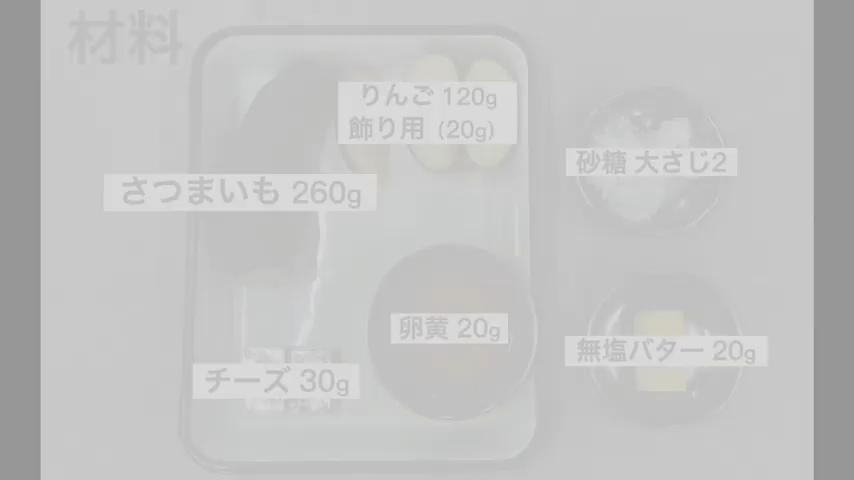 材料
りんご 120g
飾り用（20g）
砂糖 大さじ2
さつまいも 260g
卵黄 20g
無塩バター 20g
チーズ 30g